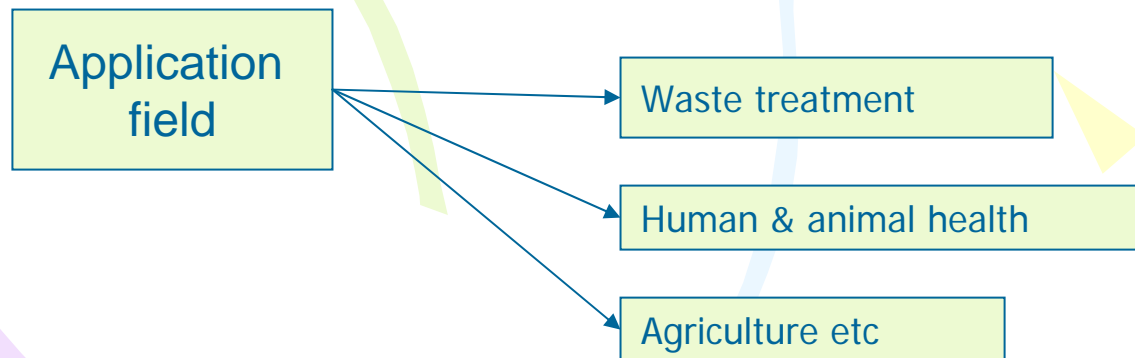 Application
field
Waste treatment
Human & animal health
Agriculture etc